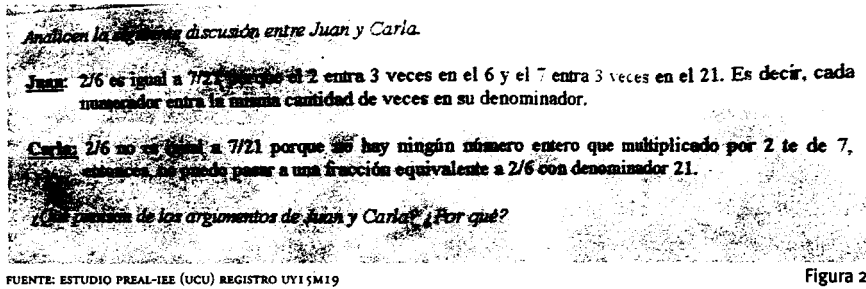 Analicen la siguiente discusión entre Juan y Carla.
Juan: 2/6 es igual a 7/21 porque el 2 entra 3 veces en el 6 y el 7 entra 3 veces en el 21. Es decir, cada
numerador entra la misma cantidad de veces en su denominador.
Carla: 2/6 no es igual a 7/21 porque no hay ningún número entero que multiplicado por 2 te de 7,
entonces, no puedo pasar a una fracción equivalente a 2/6 con denominador 21.
¿Qué piensan de los argumentos de Juan y Carla? ¿Por qué?
FUENTE: ESTUDIO PREAL-IEE (UCU) REGISTRO UY15M19
Figura 2